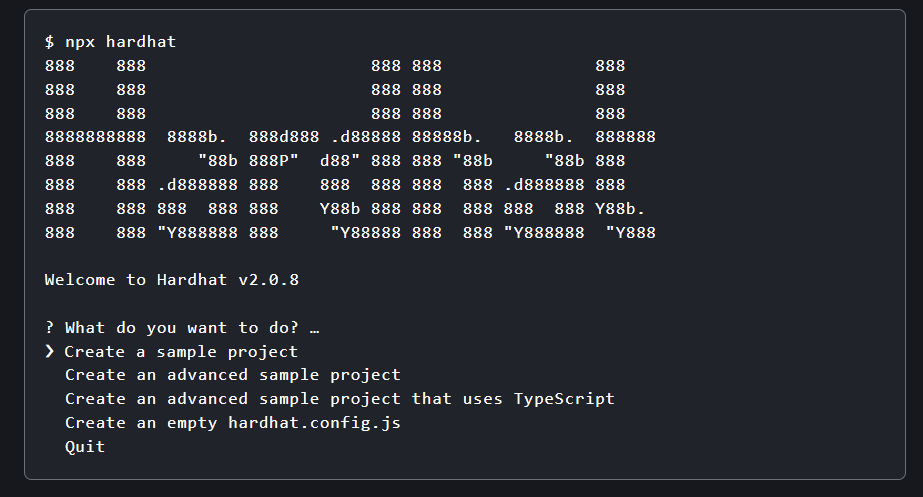 $ npx hardhat
888    888                      888 888               888
888    888                      888 888               888
888    888                      888 888               888
8888888888  8888b.  888d888 .d88888 88888b.   8888b.  888888
888    888     "88b 888P"  d88" 888 888 "88b     "88b 888
888    888 .d888888 888    888  888 888  888 .d888888 888
888    888 888  888 888    Y88b 888 888  888 888  888 Y88b.
888    888 "Y888888 888     "Y88888 888  888 "Y888888  "Y888
Welcome to Hardhat v2.0.8
? What do you want to do? …
❯ Create a sample project
Create an advanced sample project
Create an advanced sample project that uses TypeScript
Create an empty hardhat.config.js
Quit